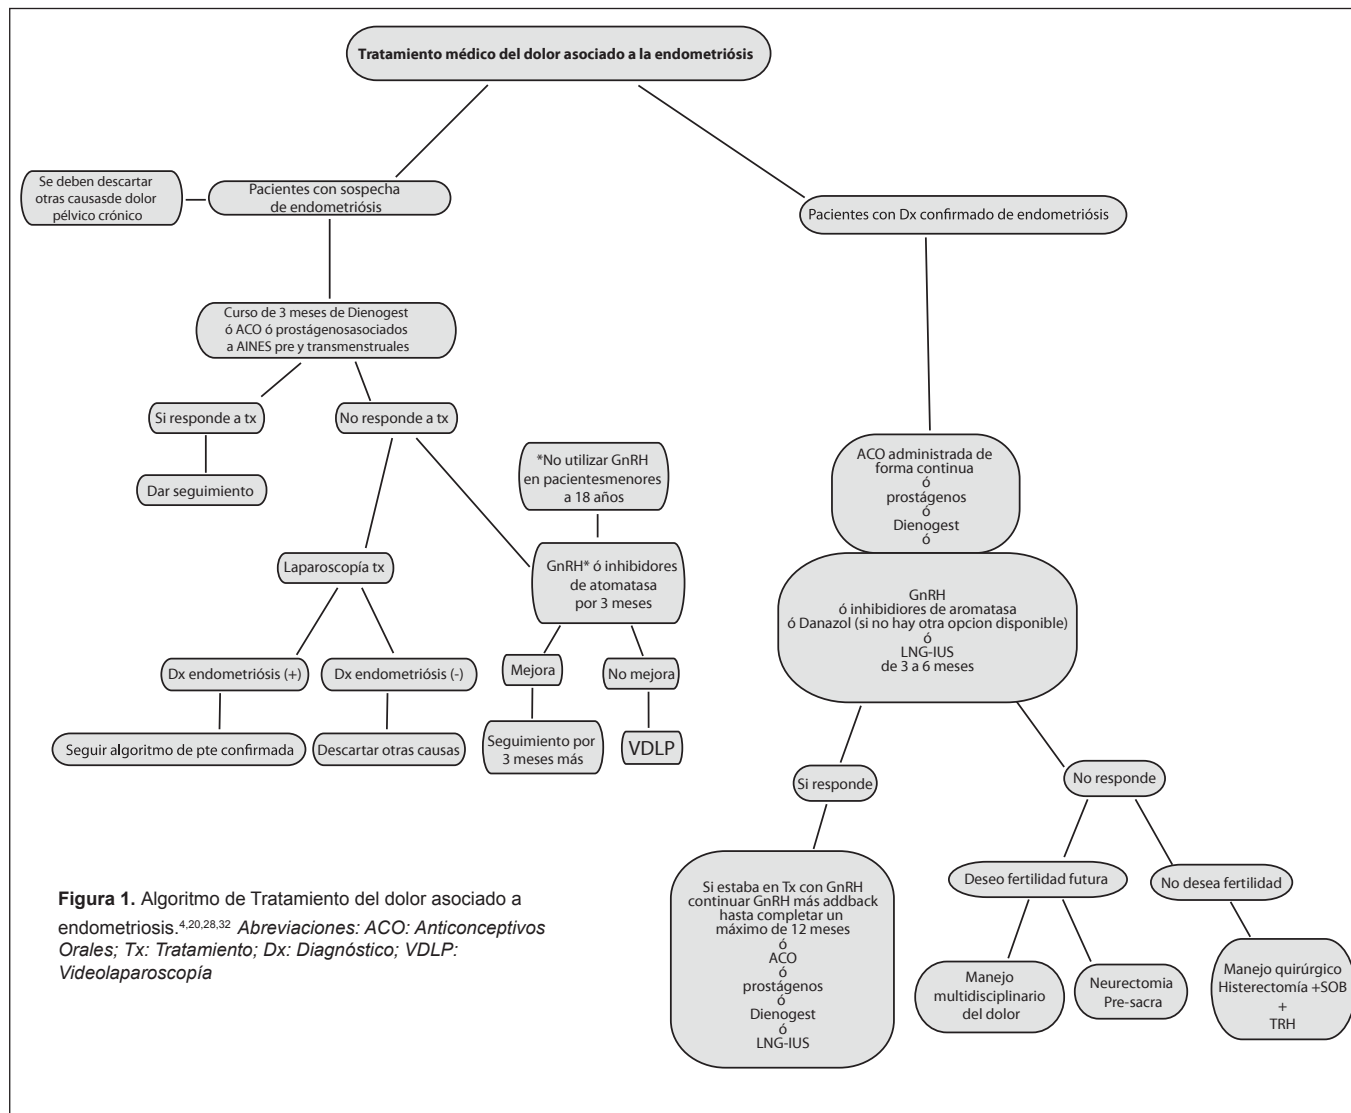 Tratamiento médico del dolor asociado a la endometriósis
Se deben descartar
otras causasde dolor
pélvico crónico
Pacientes con sospecha
de endometriósis
Pacientes con Dx confirmado de endometriósis
Curso de 3 meses de Dienogest
ó ACO ó prostágenosasociados
a AINES pre y transmenstruales
Si responde a tx
No responde a tx
Dar seguimiento
*No utilizar GnRH
en pacientesmenores
a 18 años
Laparoscopía tx
GnRH* ó inhibidores
de atomatasa
por 3 meses
Dx endometriósis (+)
Dx endometriósis (-)
Mejora
No mejora
Seguir algoritmo de pte confirmada
Descartar otras causas
Seguimiento por
3 meses más
VDLP
ACO administrada de
forma continua
ó
prostágenos
ó
Dienogest
ó
GnRH
ó inhibidiores de aromatasa
ó Danazol (si no hay otra opcion disponible)
ó
LNG-IUS
de 3 a 6 meses
Si responde
No responde
Si estaba en Tx con GnRH
continuar GnRH más addback
hasta completar un
máximo de 12 meses
ó
ACO
ó
prostágenos
ó
Dienogest
ó
LNG-IUS
Deseo fertilidad futura
No desea fertilidad
Manejo
multidisciplinario
del dolor
Neurectomia
Pre-sacra
Manejo quirúrgico
Histerectomía +SOB
+
TRH
Figura 1. Algoritmo de Tratamiento del dolor asociado a
endometriosis.4,20,28,32 Abreviaciones: ACO: Anticonceptivos
Orales; Tx: Tratamiento; Dx: Diagnóstico; VDLP:
Videolaparoscopía